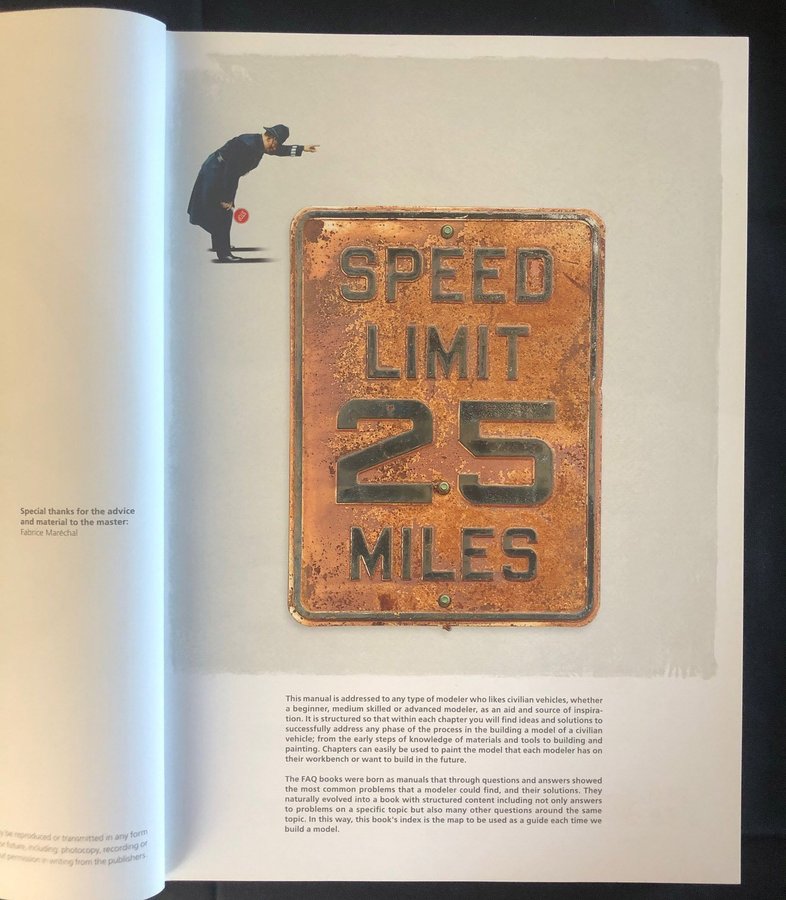 Special thanks for the advice
and material to the master:
Fabrice Maréchal
be reproduced or transmitted in any form
future, including photocopy, recording or
permission in writing from the publishers.
SPEED
LIMIT
25
MILES
This manual is addressed to any type of modeler who likes civilian vehicles, whether
a beginner, medium skilled or advanced modeler, as an aid and source of inspira-
tion. It is structured so that within each chapter you will find ideas and solutions to
successfully address any phase of the process in the building a model of a civilian
vehicle; from the early steps of knowledge of materials and tools to building and
painting. Chapters can easily be used to paint the model that each modeler has on
their workbench or want to build in the future.
The FAQ books were born as manuals that through questions and answers showed
the most common problems that a modeler could find, and their solutions. They
naturally evolved into a book with structured content including not only answers
to problems on a specific topic but also many other questions around the same
topic. In this way, this book's index is the map to be used as a guide each time we
build a model.